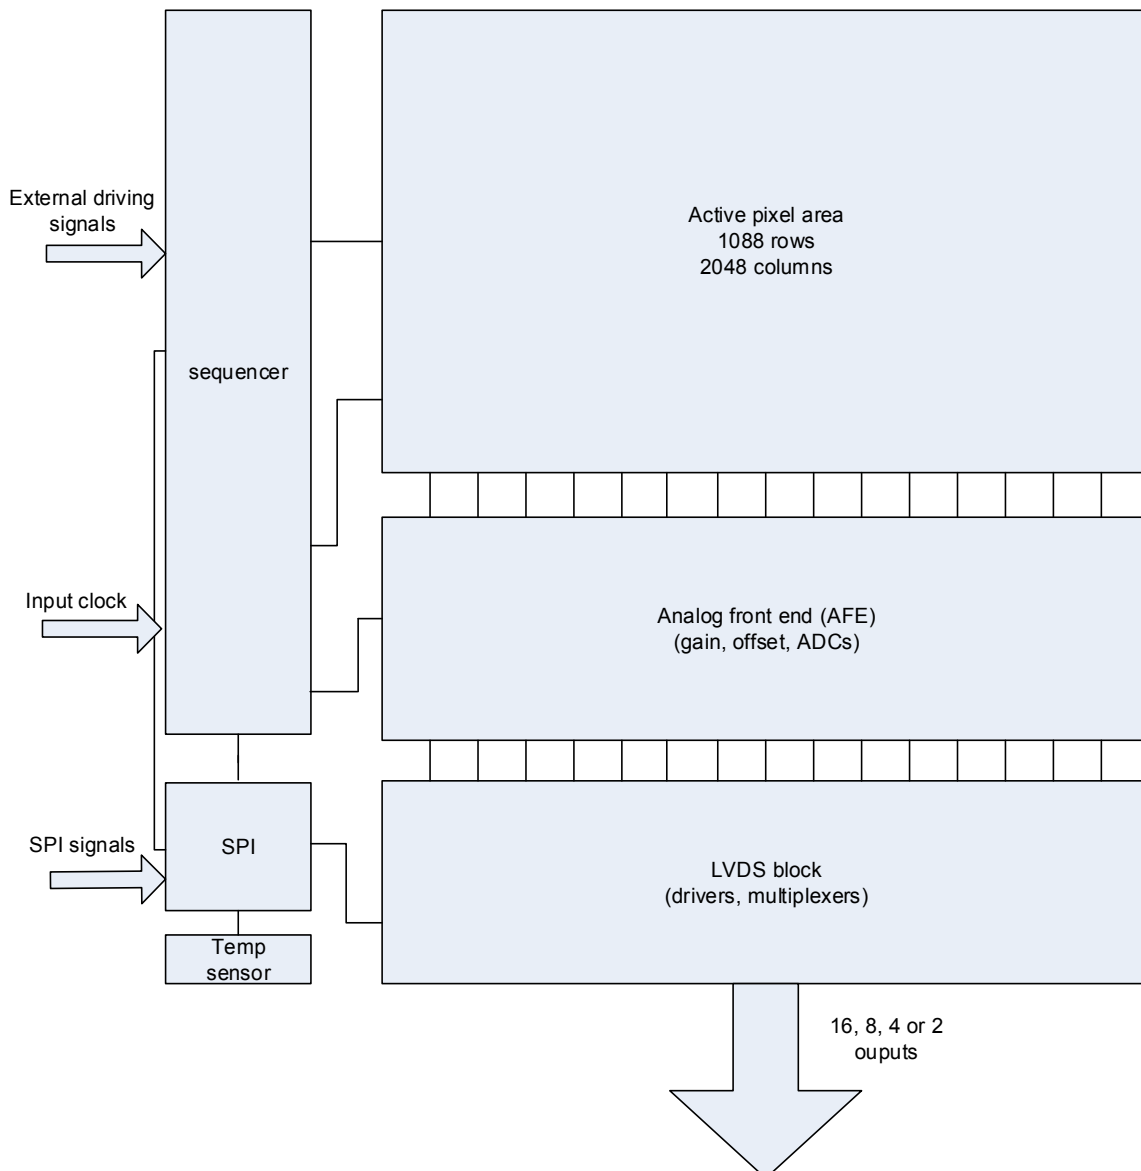 External driving
signals
sequencer
Active pixel area
1088 rows
2048 columns
Input clock
Analog front end (AFE)
(gain, offset, ADCs)
SPI signals
SPI
LVDS block
(drivers, multiplexers)
Temp
sensor
16, 8, 4 or 2
ouputs